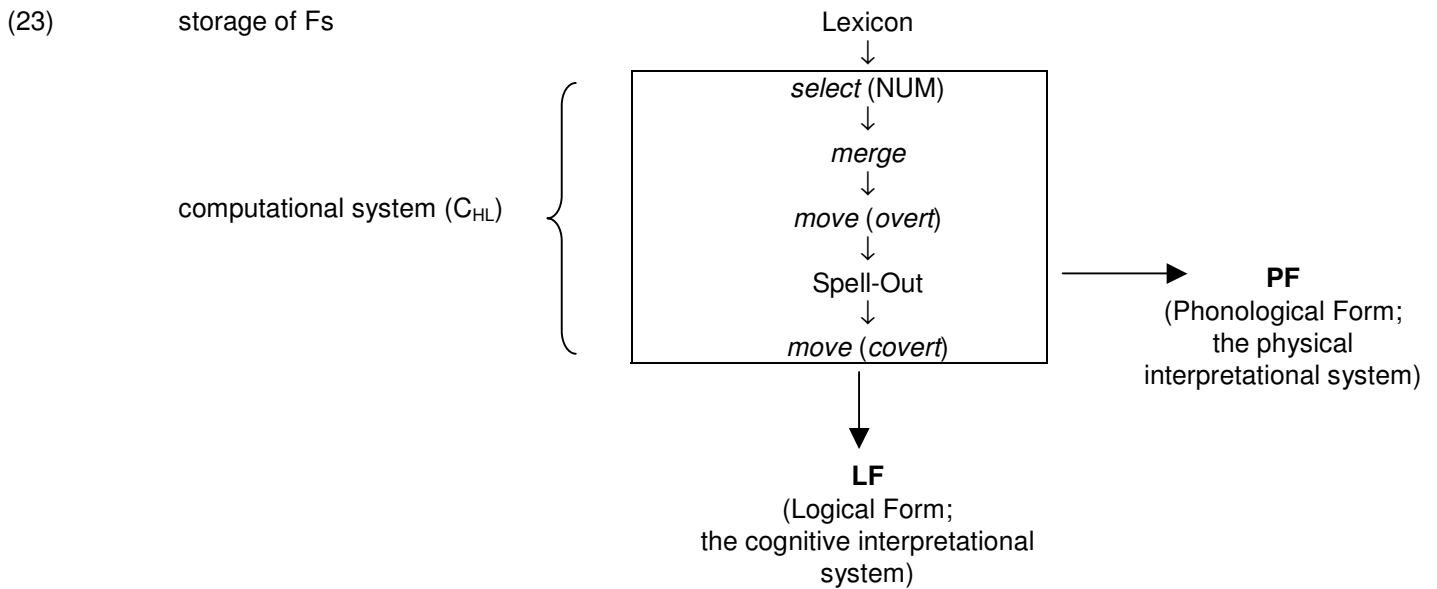 (23) storage of Fs Lexicon
↓
select (NUM)
↓
merge
↓
computational system (C_HL) move (overt)
↓
Spell-Out
↓
move (covert)
PF
(Phonological Form;
the physical
interpretational system)
LF
(Logical Form;
the cognitive interpretational
system)